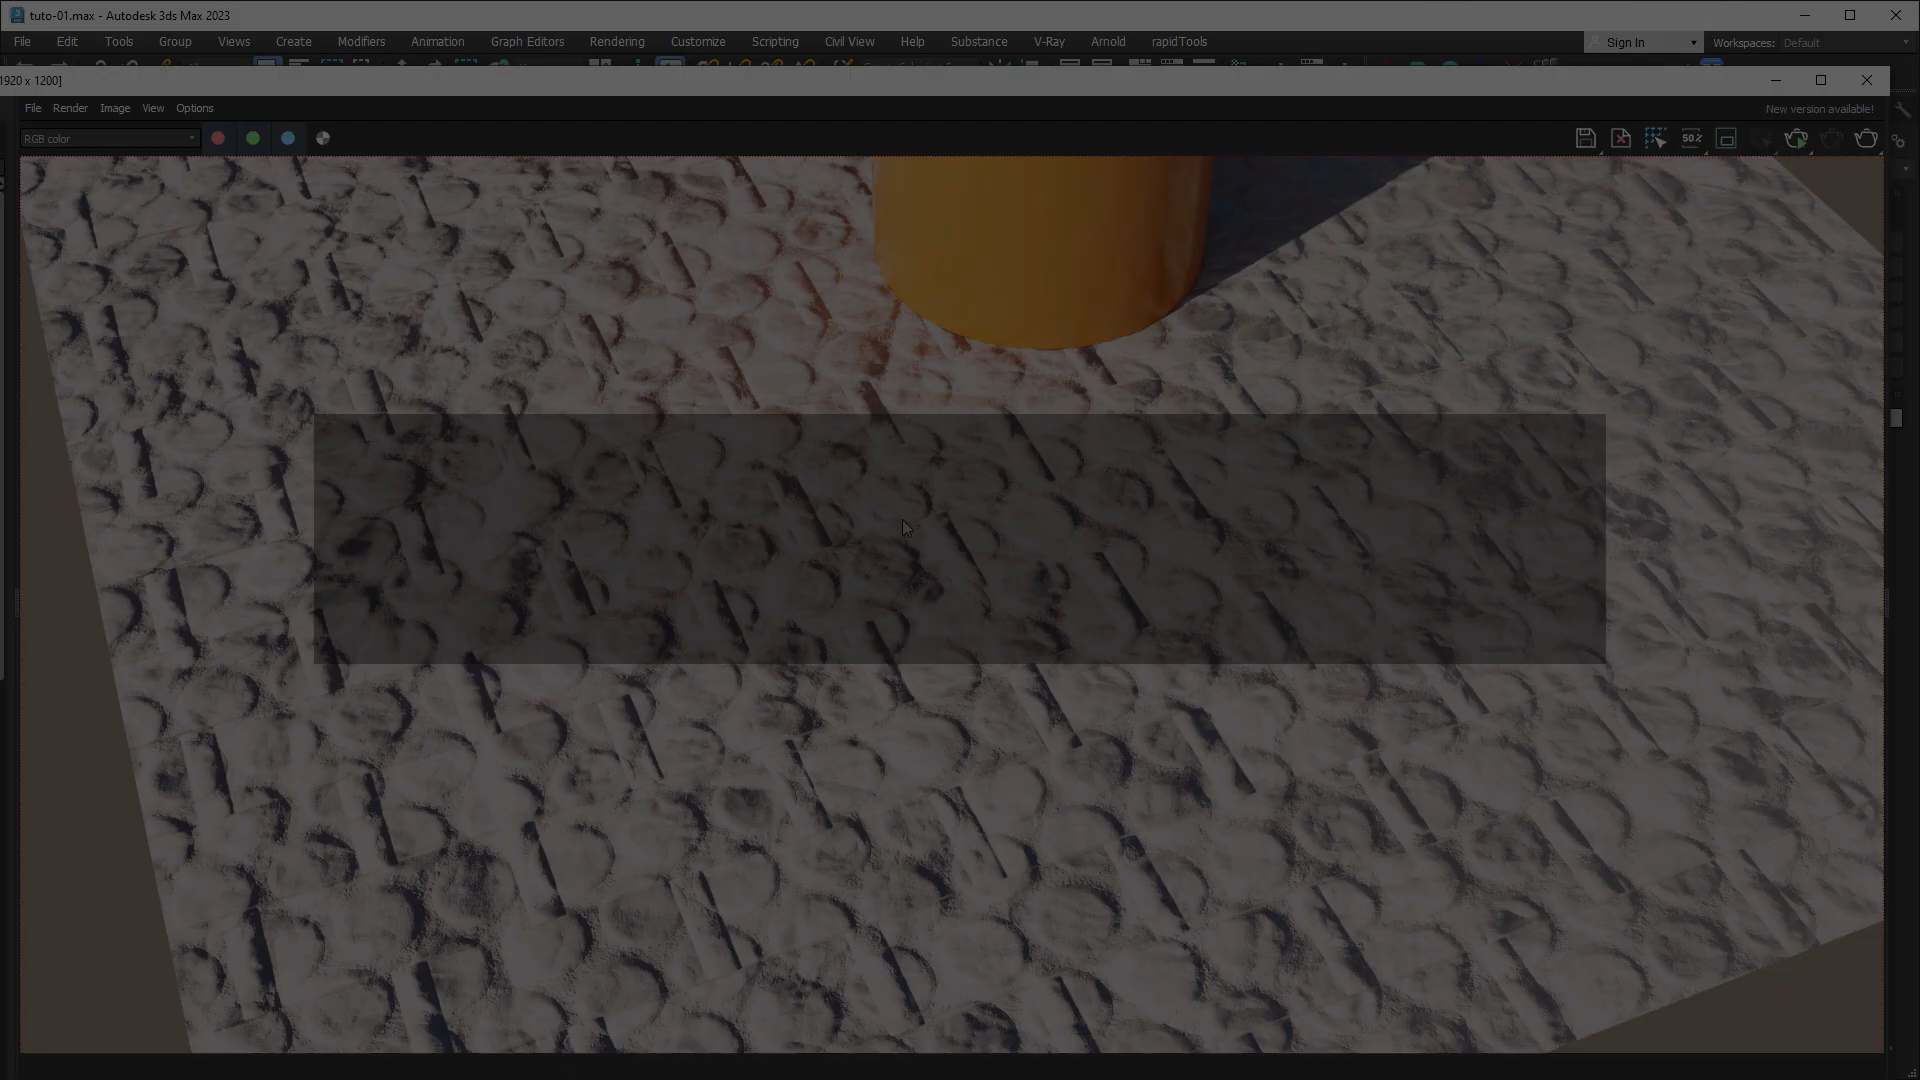 tuto-01.max - Autodesk 3ds Max 2023
File Edit Tools Group Views Create Modifiers Animation Graph Editors Rendering Customize Scripting Civil View Help Substance V-Ray Arnold rapidTools Sign In Workspaces: Default
1920 x 1200]
File Render Image View Options New version available!
RGB color 50%